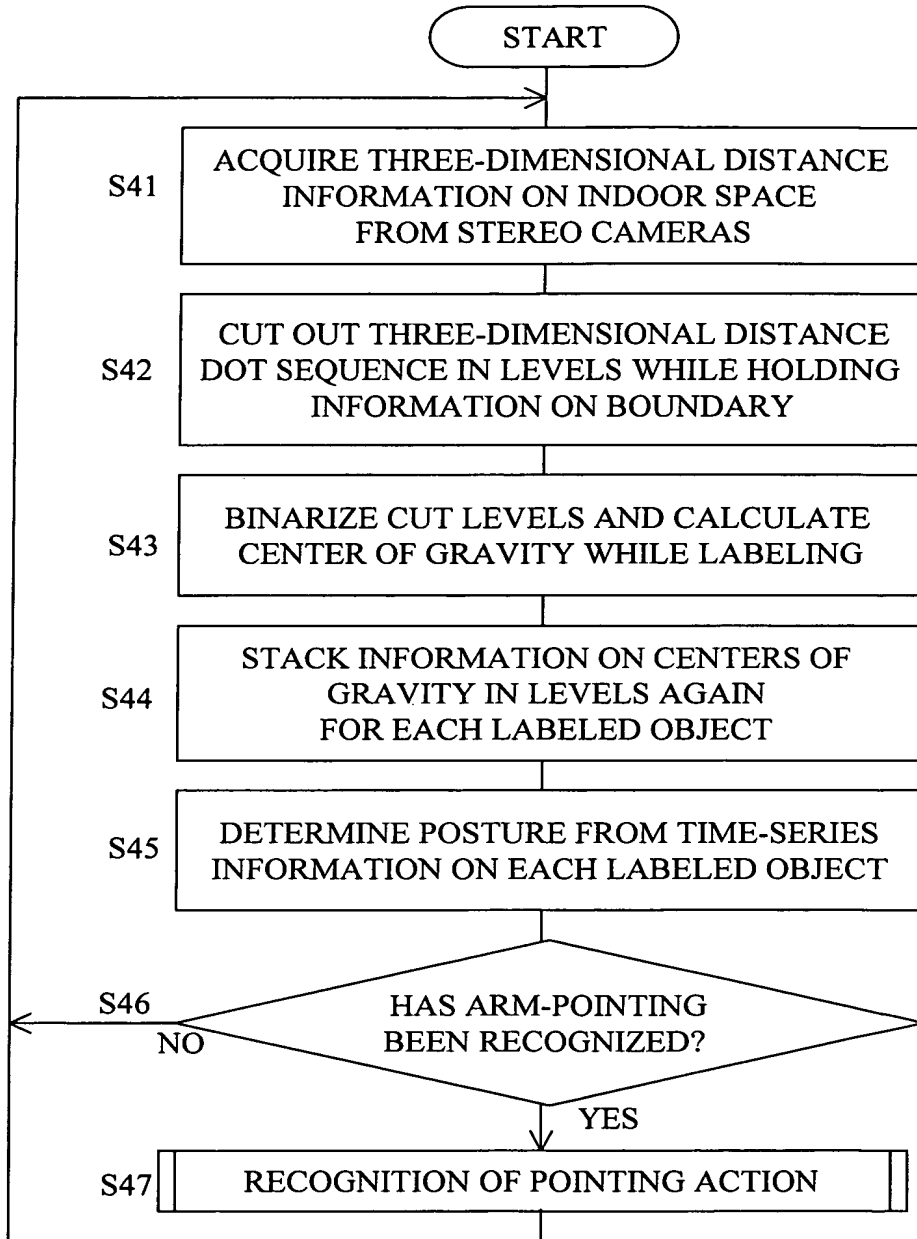 START
S41
ACQUIRE THREE-DIMENSIONAL DISTANCE
INFORMATION ON INDOOR SPACE
FROM STEREO CAMERAS
S42
CUT OUT THREE-DIMENSIONAL DISTANCE
DOT SEQUENCE IN LEVELS WHILE HOLDING
INFORMATION ON BOUNDARY
S43
BINARIZE CUT LEVELS AND CALCULATE
CENTER OF GRAVITY WHILE LABELING
S44
STACK INFORMATION ON CENTERS OF
GRAVITY IN LEVELS AGAIN
FOR EACH LABELED OBJECT
S45
DETERMINE POSTURE FROM TIME-SERIES
INFORMATION ON EACH LABELED OBJECT
S46
HAS ARM-POINTING
BEEN RECOGNIZED?
NO
YES
S47
RECOGNITION OF POINTING ACTION